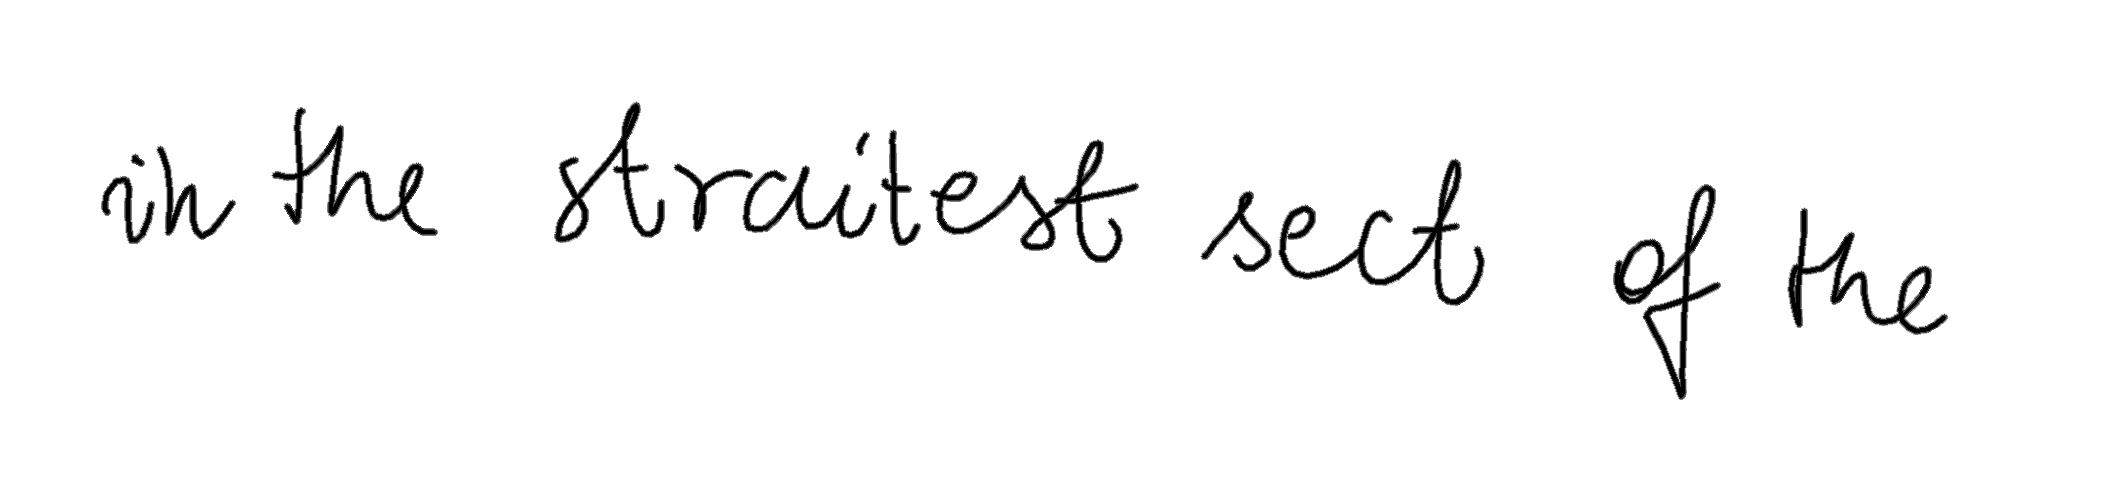 in the straitest sect of the